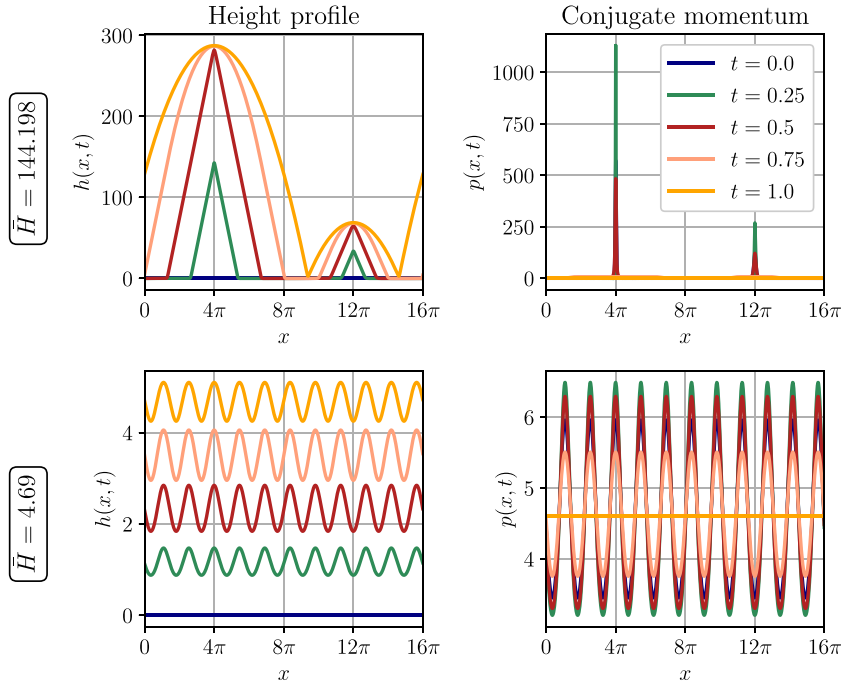 Height profile
Conjugate momentum
H̄ = 144.198
h(x, t)
300
200
100
0
0 4π 8π 12π 16π
x
p(x, t)
1000
750
500
250
0
t = 0.0
t = 0.25
t = 0.5
t = 0.75
t = 1.0
0 4π 8π 12π 16π
x
H̄ = 4.69
h(x, t)
4
2
0
0 4π 8π 12π 16π
x
p(x, t)
6
5
4
0 4π 8π 12π 16π
x